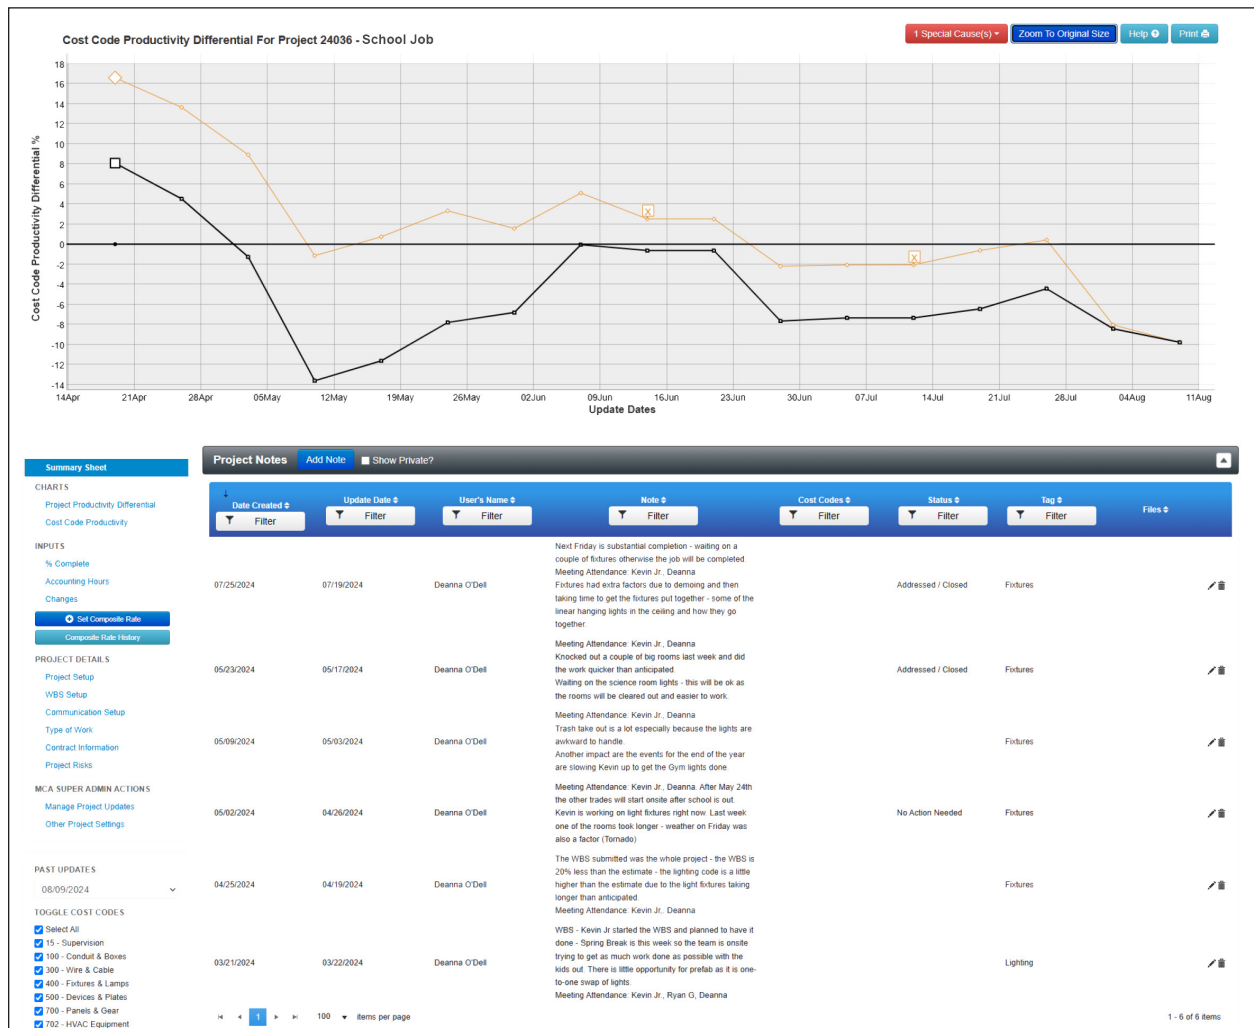 Cost Code Productivity Differential For Project 24036 - School Job
1 Special Cause(s)
Zoom To Original Size
Help
Print
Cost Code Productivity Differential %
18
16
14
12
10
8
6
4
2
0
-2
-4
-6
-8
-10
-12
-14
X
X
14Apr 21Apr 28Apr 05May 12May 19May 26May 02Jun 09Jun 16Jun 23Jun 30Jun 07Jul 14Jul 21Jul 28Jul 04Aug 11Aug
Update Dates
Summary Sheet
CHARTS
Project Productivity Differential
Cost Code Productivity
INPUTS
% Complete
Accounting Hours
Changes
Set Composite Rate
Composite Rate History
PROJECT DETAILS
Project Setup
WBS Setup
Communication Setup
Type of Work
Contract Information
Project Risks
MCA SUPER ADMIN ACTIONS
Manage Project Updates
Other Project Settings
PAST UPDATES
08/09/2024
TOGGLE COST CODES
Select All
15 - Supervision
100 - Conduit & Boxes
300 - Wire & Cable
400 - Fixtures & Lamps
500 - Devices & Plates
700 - Panels & Gear
702 - HVAC Equipment
Project Notes Add Note Show Private?
Date Created Update Date User's Name Note Cost Codes Status Tag Files
Filter Filter Filter Filter Filter Filter Filter
07/25/2024 07/19/2024 Deanna O'Dell
Next Friday is substantial completion - waiting on a
couple of fixtures otherwise the job will be completed
Meeting Attendance: Kevin Jr., Deanna
Fixtures had extra factors due to demoing and then
taking time to get the fixtures put together - some of the
linear hanging lights in the ceiling and how they go
together.
Addressed / Closed Fixtures
05/23/2024 05/17/2024 Deanna O'Dell
Meeting Attendance: Kevin Jr., Deanna
Knocked out a couple of big rooms last week and did
the work quicker than anticipated.
Waiting on the science room lights - this will be ok as
the rooms will be cleared out and easier to work.
Addressed / Closed Fixtures
05/09/2024 05/03/2024 Deanna O'Dell
Meeting Attendance: Kevin Jr., Deanna
Trash take out is a lot especially because the lights are
awkward to handle.
Another impact are the events for the end of the year
are slowing Kevin up to get the Gym lights done.
Fixtures
05/02/2024 04/26/2024 Deanna O'Dell
Meeting Attendance: Kevin Jr., Deanna. After May 24th
the other trades will start onsite after school is out.
Kevin is working on light fixtures right now. Last week
one of the rooms took longer - weather on Friday was
also a factor (Tornado)
No Action Needed Fixtures
04/25/2024 04/19/2024 Deanna O'Dell
The WBS submitted was the whole project - the WBS is
20% less than the estimate - the lighting code is a little
higher than the estimate due to the light fixtures taking
longer than anticipated.
Meeting Attendance: Kevin Jr., Deanna
Fixtures
03/21/2024 03/22/2024 Deanna O'Dell
WBS - Kevin Jr started the WBS and planned to have it
done - Spring Break is this week so the team is onsite
trying to get as much work done as possible with the
kids out. There is little opportunity for prefab as it is one-
to-one swap of lights.
Meeting Attendance: Kevin Jr., Ryan G, Deanna
Lighting
1 100 items per page 1 - 6 of 6 items